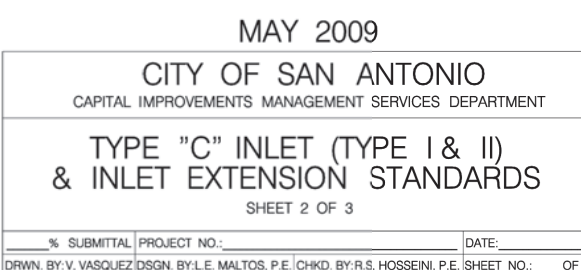 MAY 2009
CITY OF SAN ANTONIO
CAPITAL IMPROVEMENTS MANAGEMENT SERVICES DEPARTMENT
TYPE "C" INLET (TYPE I & II)
& INLET EXTENSION STANDARDS
SHEET 2 OF 3
% SUBMITTAL PROJECT NO.: DATE:
DRWN. BY: V. VASQUEZ DSGN. BY: L.E. MALTOS, P.E. CHKD. BY: R.S. HOSSEINI, P.E. SHEET NO.: OF